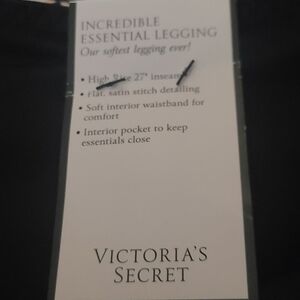 INCREDIBLE
ESSENTIAL LEGGING
Our softest legging ever!
• High Rise 27" inseam
• Flat, satin stitch detailing
• Soft interior waistband for
comfort
• Interior pocket to keep
essentials close
VICTORIA'S
SECRET